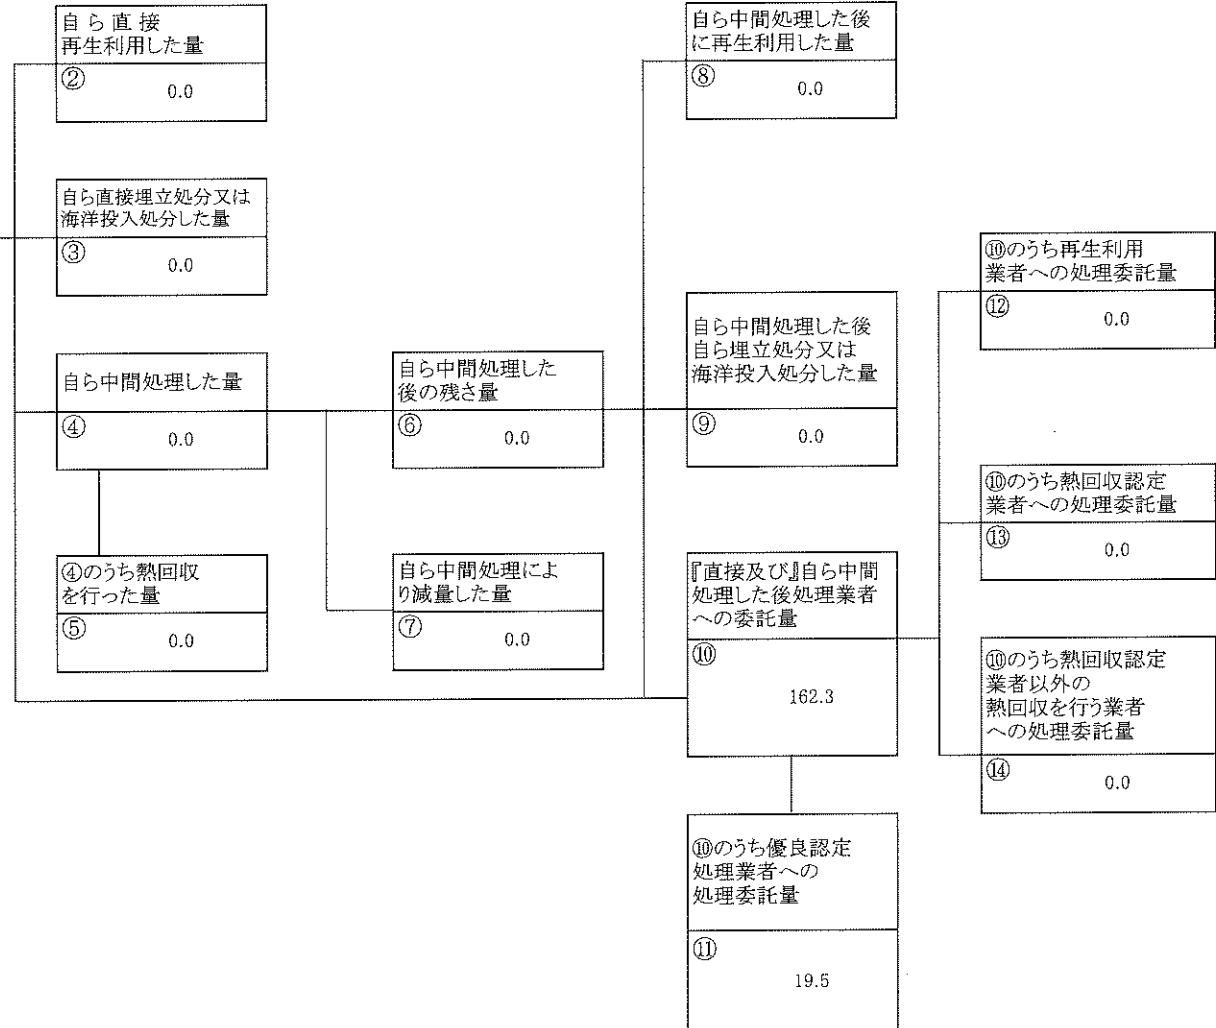 自 ら 直 接
再生利用した量
②
0.0
自ら直接埋立処分又は
海洋投入処分した量
③
0.0
自ら中間処理した量
④
0.0
④のうち熱回収
を行った量
⑤
0.0
自ら中間処理した
後の残さ量
⑥
0.0
自ら中間処理によ
り減量した量
⑦
0.0
自ら中間処理した後
に再生利用した量
⑧
0.0
自ら中間処理した後
自ら埋立処分又は
海洋投入処分した量
⑨
0.0
『直接及び』自ら中間
処理した後処理業者
への委託量
⑩
162.3
⑩のうち優良認定
処理業者への
処理委託量
⑪
19.5
⑩のうち再生利用
業者への処理委託量
⑫
0.0
⑩のうち熱回収認定
業者への処理委託量
⑬
0.0
⑩のうち熱回収認定
業者以外の
熱回収を行う業者
への処理委託量
⑭
0.0